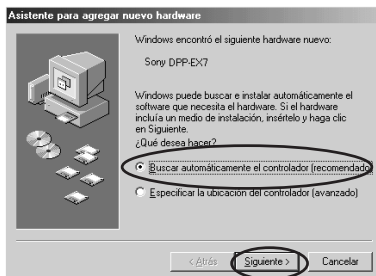 Asistente para agregar nuevo hardware
Windows encontró el siguiente hardware nuevo:
Sony DPP-EX7
Windows puede buscar e instalar automáticamente el
software que necesita el hardware. Si el hardware
incluía un medio de instalación, insértelo y haga clic
en Siguiente.
¿Qué desea hacer?
Buscar automáticamente el controlador (recomendado)
Especificar la ubicación del controlador (avanzado)
< Atrás Siguiente > Cancelar